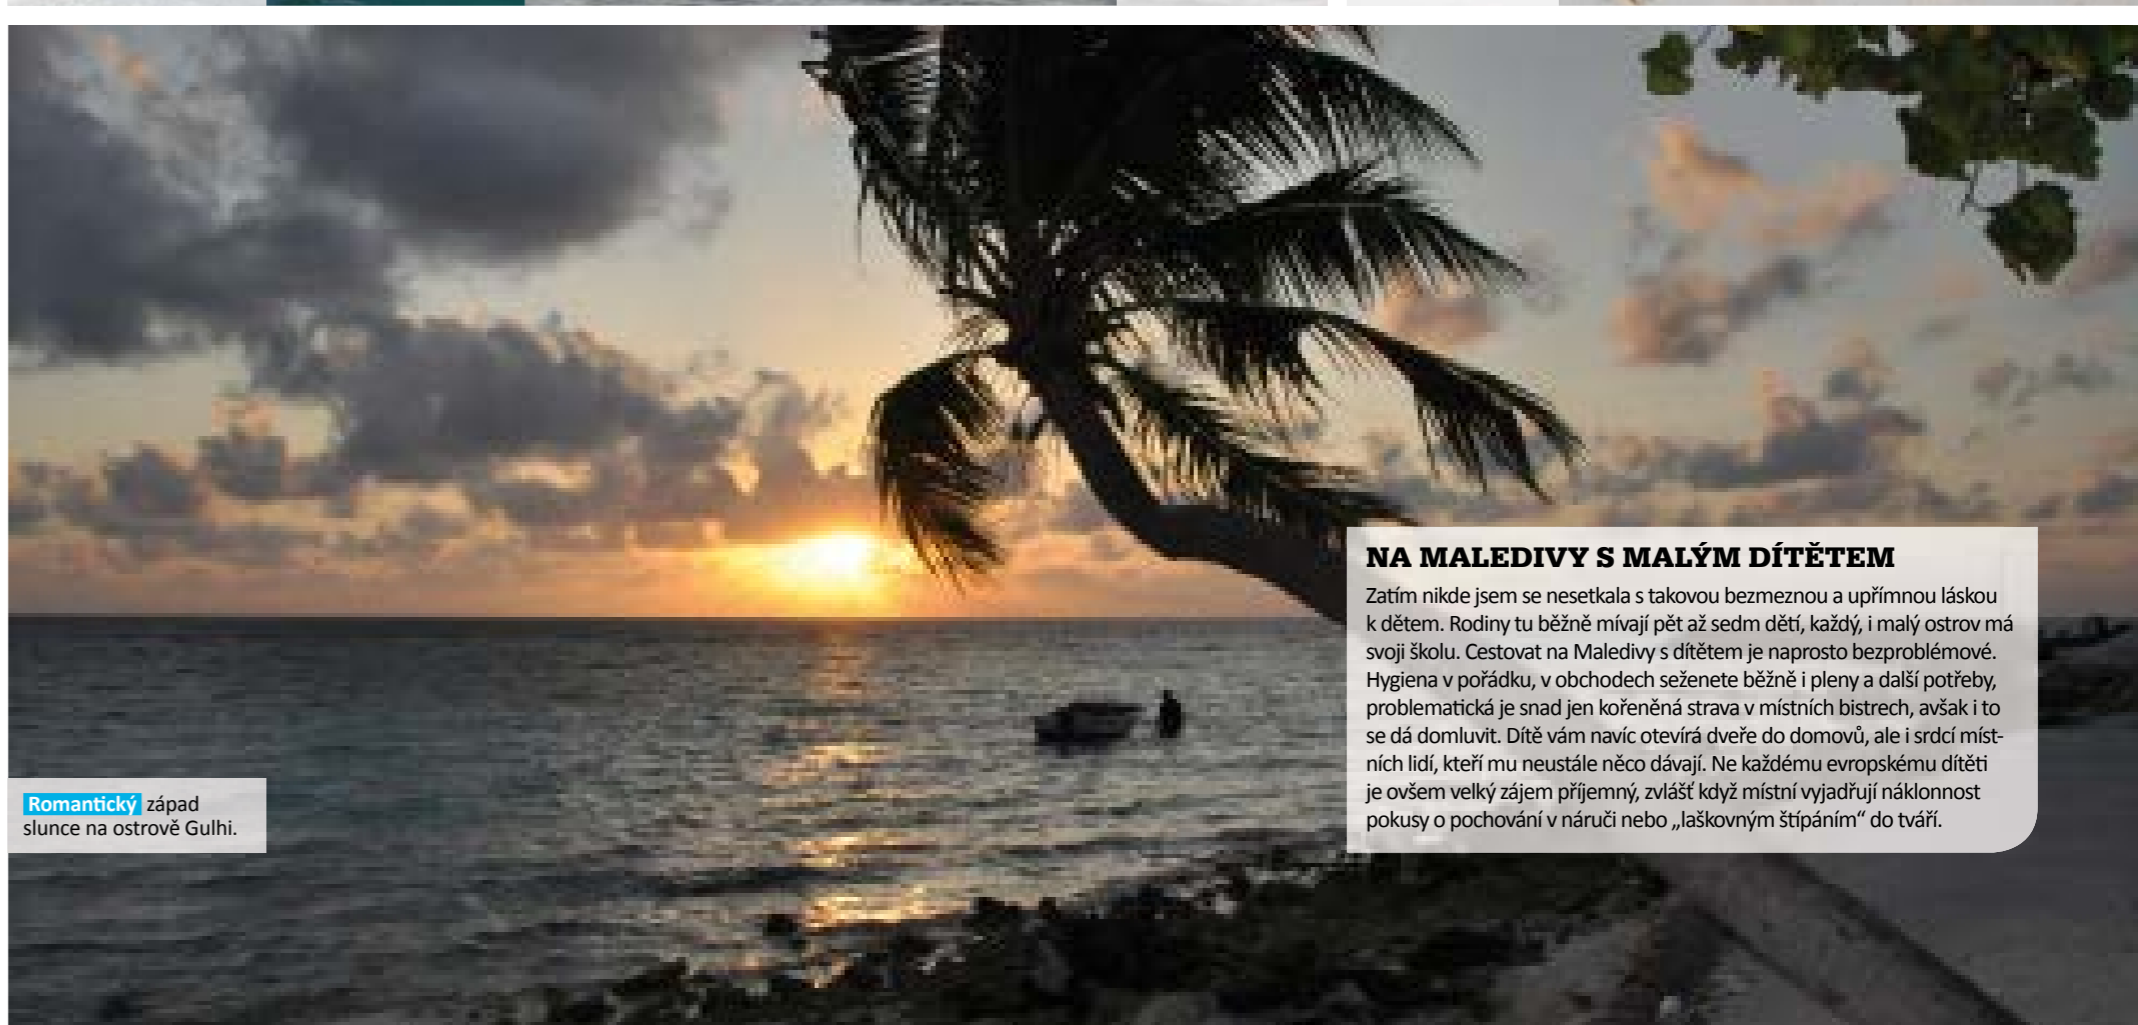 NA MALEDIVY S MALÝM DÍTĚTEM
Zatím nikde jsem se nesetkala s takovou bezmeznou a upřímnou láskou
k dětem. Rodiny tu běžně mívají pět až sedm dětí, každý, i malý ostrov má
svoji školu. Cestovat na Maledivy s dítětem je naprosto bezproblémové.
Hygiena v pořádku, v obchodech seženete běžně i pleny a další potřeby,
problematická je snad jen kořeněná strava v místních bistrech, avšak i to
se dá domluvit. Dítě vám navíc otevírá dveře do domovů, ale i srdcí míst-
ních lidí, kteří mu neustále něco dávají. Ne každému evropskému dítěti
je ovšem velký zájem příjemný, zvlášť když místní vyjadřují náklonnost
pokusy o pochování v náruči nebo „laškovným štípáním“ do tváří.
Romantický západ
slunce na ostrově Gulhi.